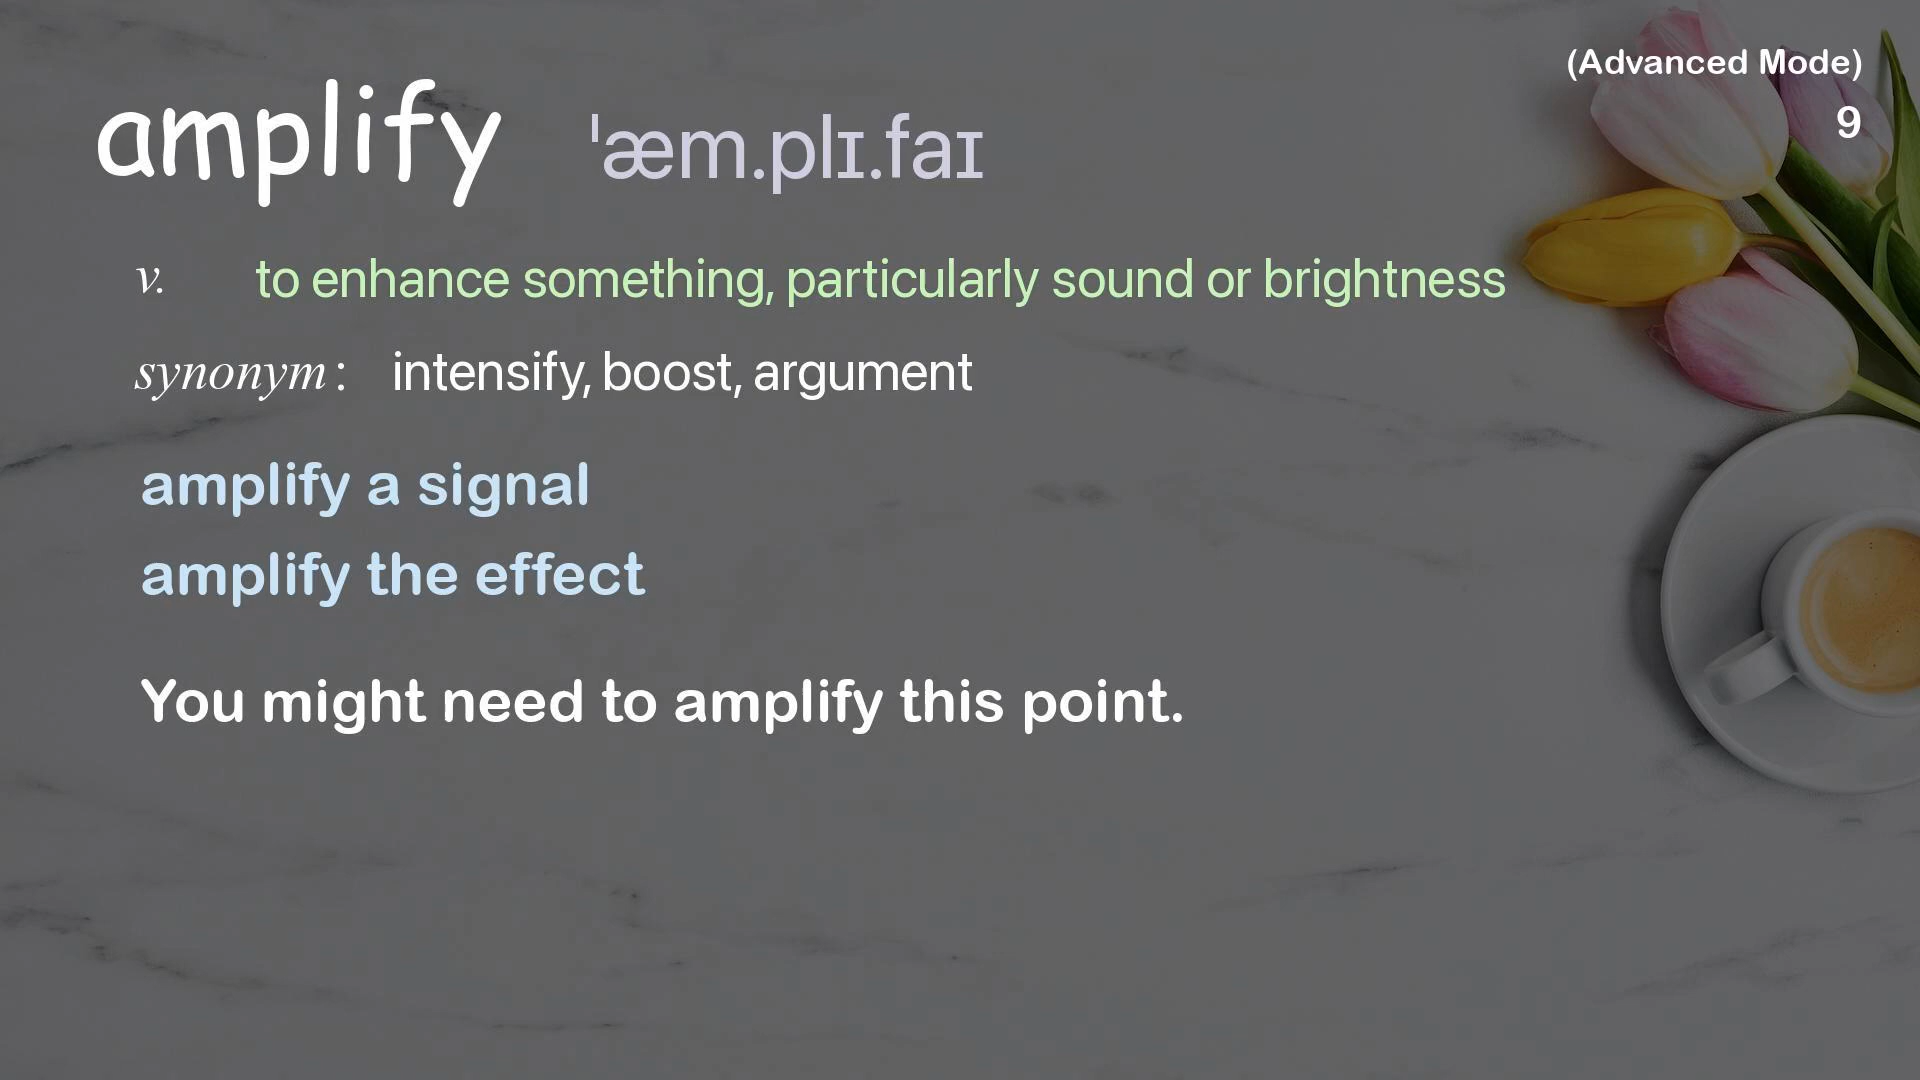 (Advanced Mode)
9
amplify ˈæm.plɪ.faɪ
v. to enhance something, particularly sound or brightness
synonym: intensify, boost, argument
amplify a signal
amplify the effect
You might need to amplify this point.